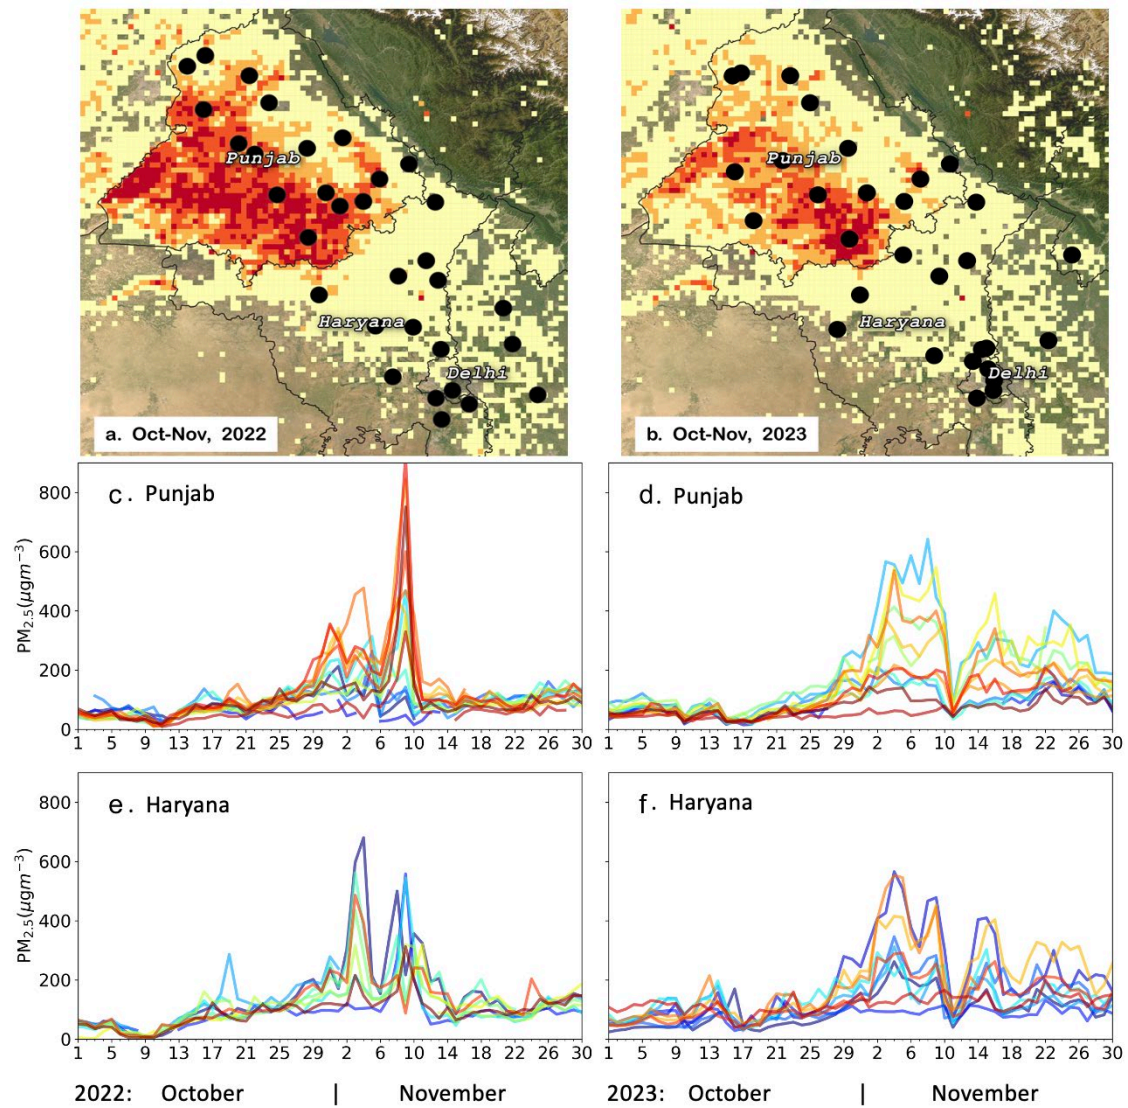 Punjab
Haryana
Delhi
a. Oct-Nov, 2022
Punjab
Haryana
Delhi
b. Oct-Nov, 2023
c. Punjab
PM2.5(μgm−3)
800
600
400
200
0
1 5 9 13 17 21 25 29 2 6 10 14 18 22 26 30
d. Punjab
1 5 9 13 17 21 25 29 2 6 10 14 18 22 26 30
e. Haryana
PM2.5(μgm−3)
800
600
400
200
0
1 5 9 13 17 21 25 29 2 6 10 14 18 22 26 30
f. Haryana
1 5 9 13 17 21 25 29 2 6 10 14 18 22 26 30
2022: October | November
2023: October | November